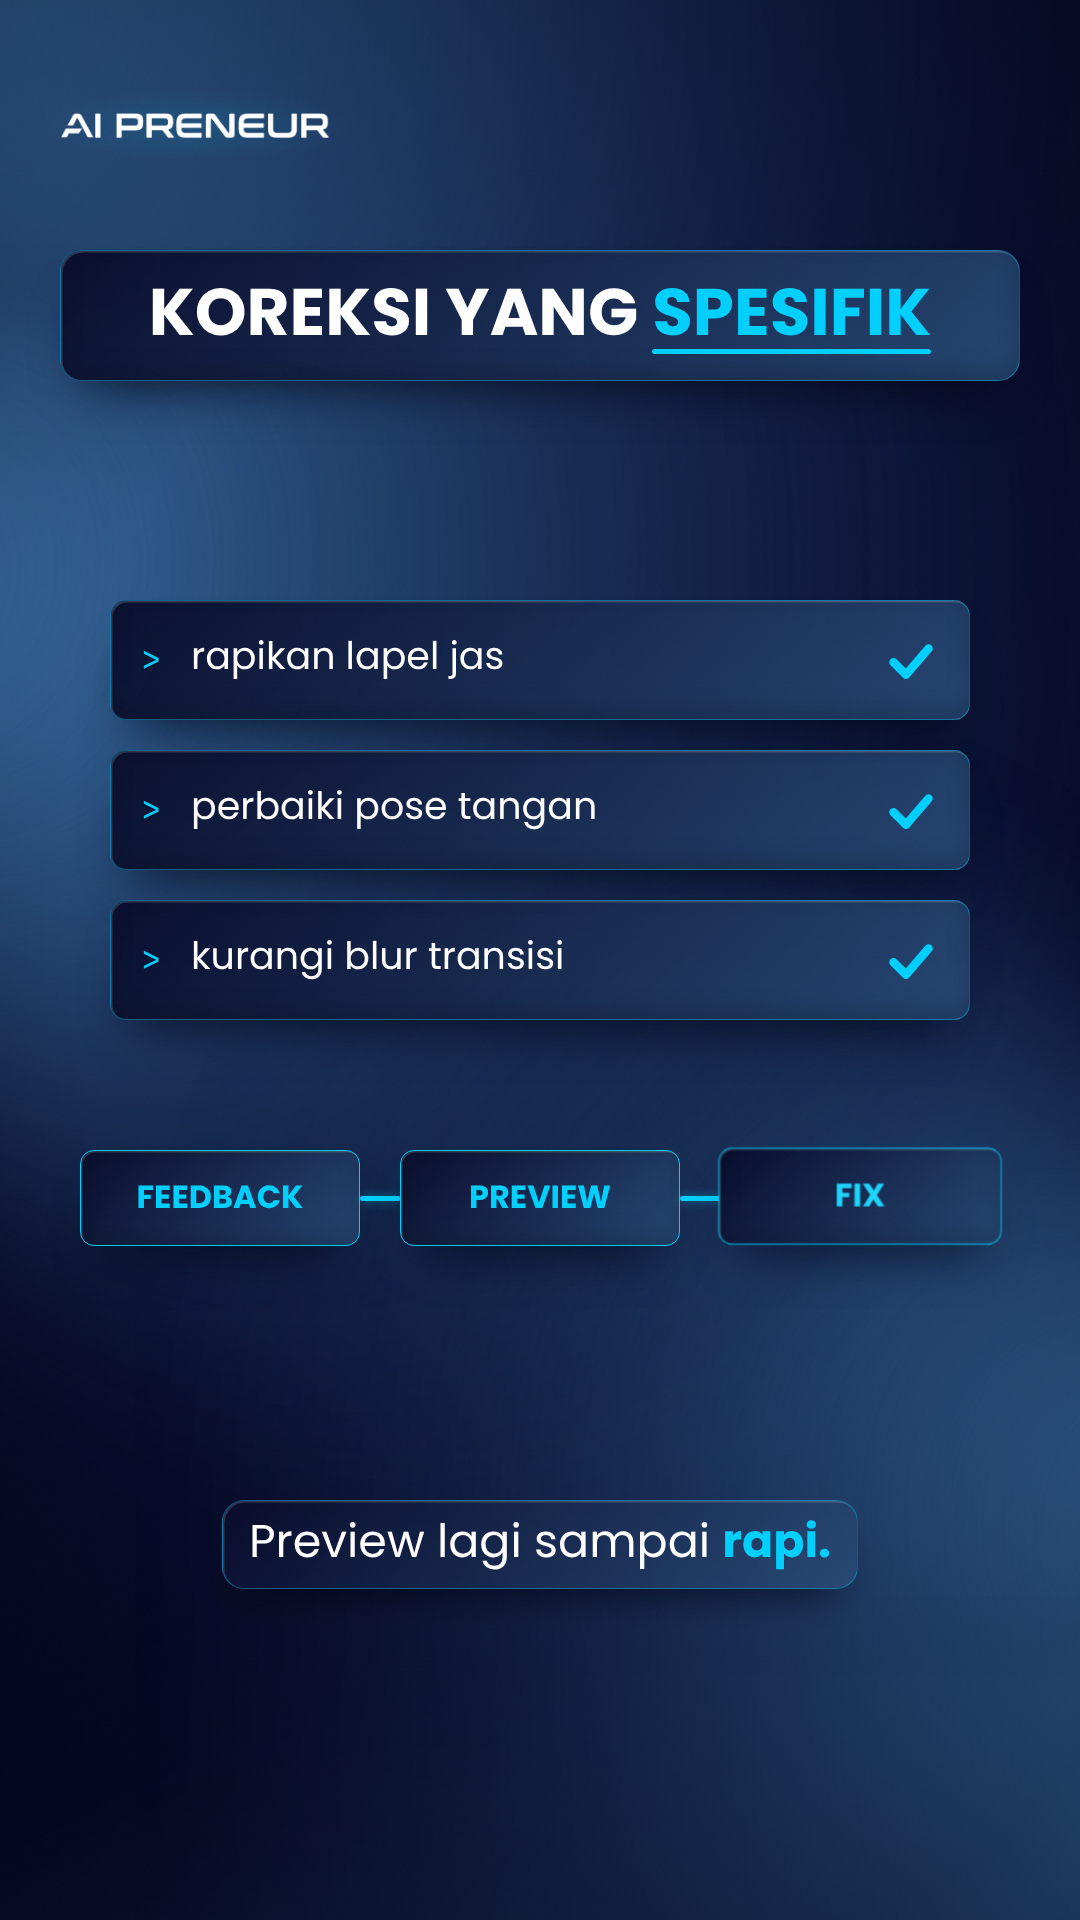 AI PRENEUR
KOREKSI YANG SPESIFIK
> rapikan lapel jas
> perbaiki pose tangan
> kurangi blur transisi
FEEDBACK PREVIEW FIX
Preview lagi sampai rapi.